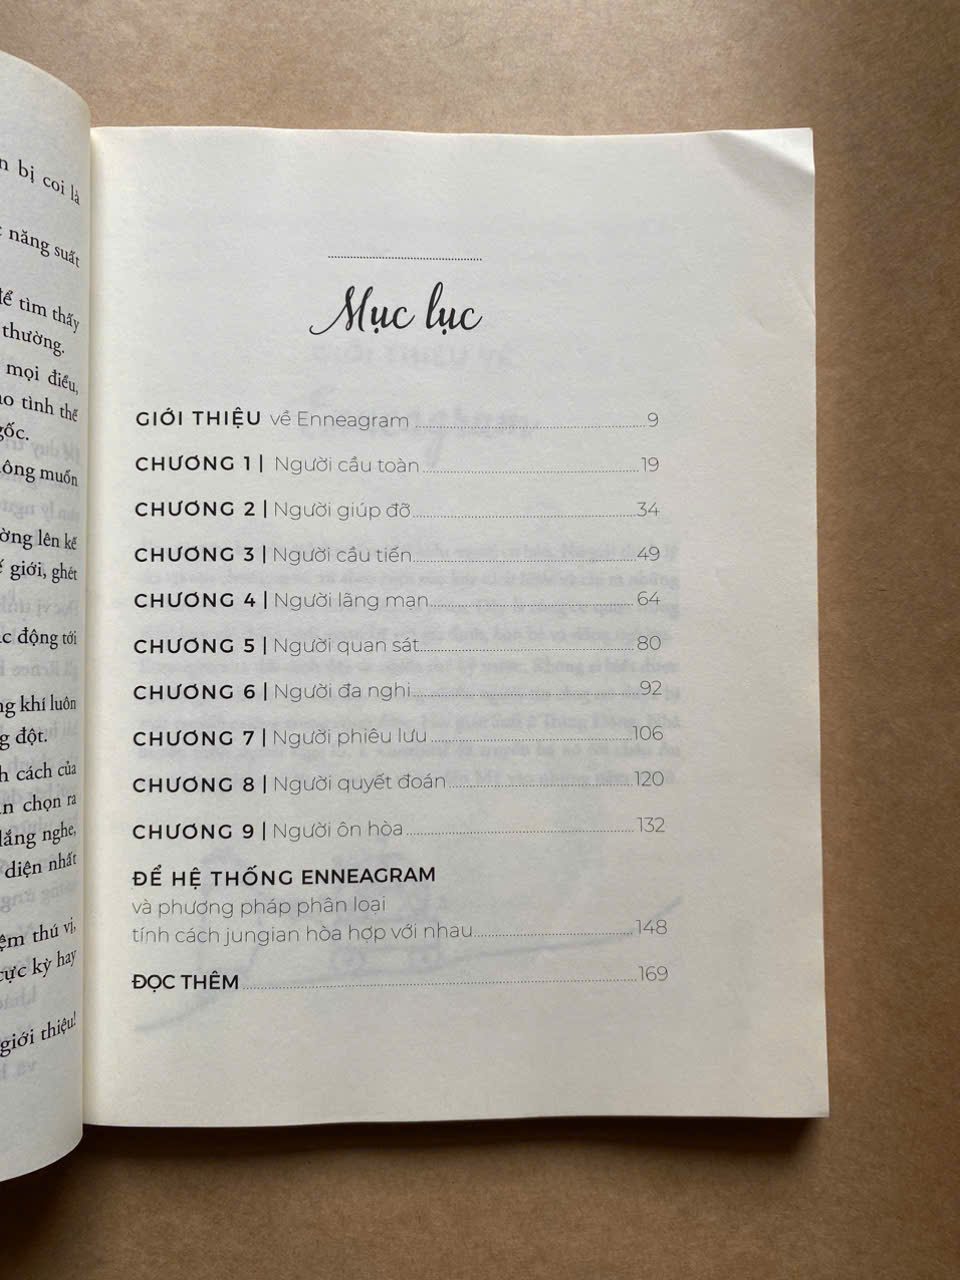 bị coi là
năng suất
để tìm thấy
thường.
mọi điều,
tình thế
gốc.
muốn
lên kế
giới, ghét
động tới
khí luôn
đột.
cách của
chọn ra
lắng nghe,
diện nhất
thú vị,
cực kỳ hay
giới thiệu!
Mục lục
GIỚI THIỆU về Enneagram 9
CHƯƠNG 1 | Người cầu toàn 19
CHƯƠNG 2 | Người giúp đỡ 34
CHƯƠNG 3 | Người cầu tiến 49
CHƯƠNG 4 | Người lãng mạn 64
CHƯƠNG 5 | Người quan sát 80
CHƯƠNG 6 | Người đa nghi 92
CHƯƠNG 7 | Người phiêu lưu 106
CHƯƠNG 8 | Người quyết đoán 120
CHƯƠNG 9 | Người ôn hòa 132
ĐỂ HỆ THỐNG ENNEAGRAM
và phương pháp phân loại
tính cách jungian hòa hợp với nhau 148
ĐỌC THÊM 169